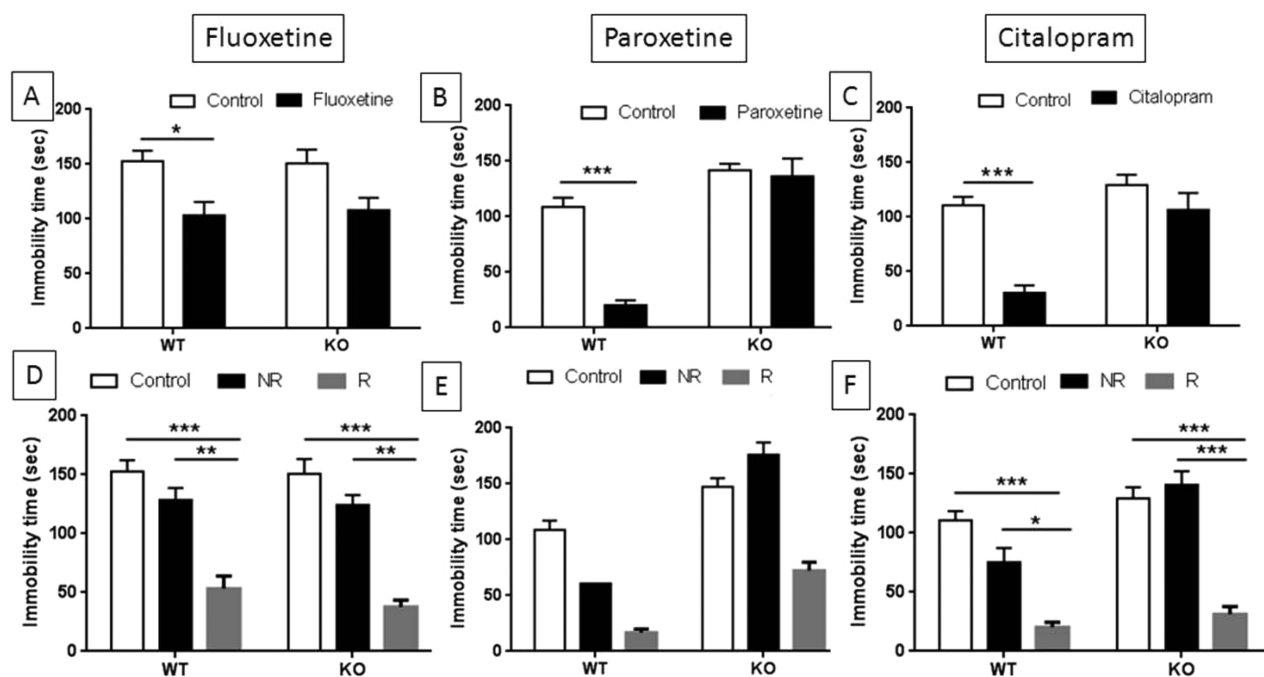 Fluoxetine
Paroxetine
Citalopram
A
Control
Fluoxetine
Immobility time (sec)
200
150
100
50
0
*
WT
KO
B
Control
Paroxetine
Immobility time (sec)
200
150
100
50
0
***
WT
KO
C
Control
Citalopram
Immobility time (sec)
200
150
100
50
0
***
WT
KO
D
Control
NR
R
Immobility time (sec)
200
150
100
50
0
***
**
***
**
WT
KO
E
Control
NR
R
Immobility time (sec)
200
150
100
50
0
WT
KO
F
Control
NR
R
Immobility time (sec)
200
150
100
50
0
***
*
***
***
WT
KO